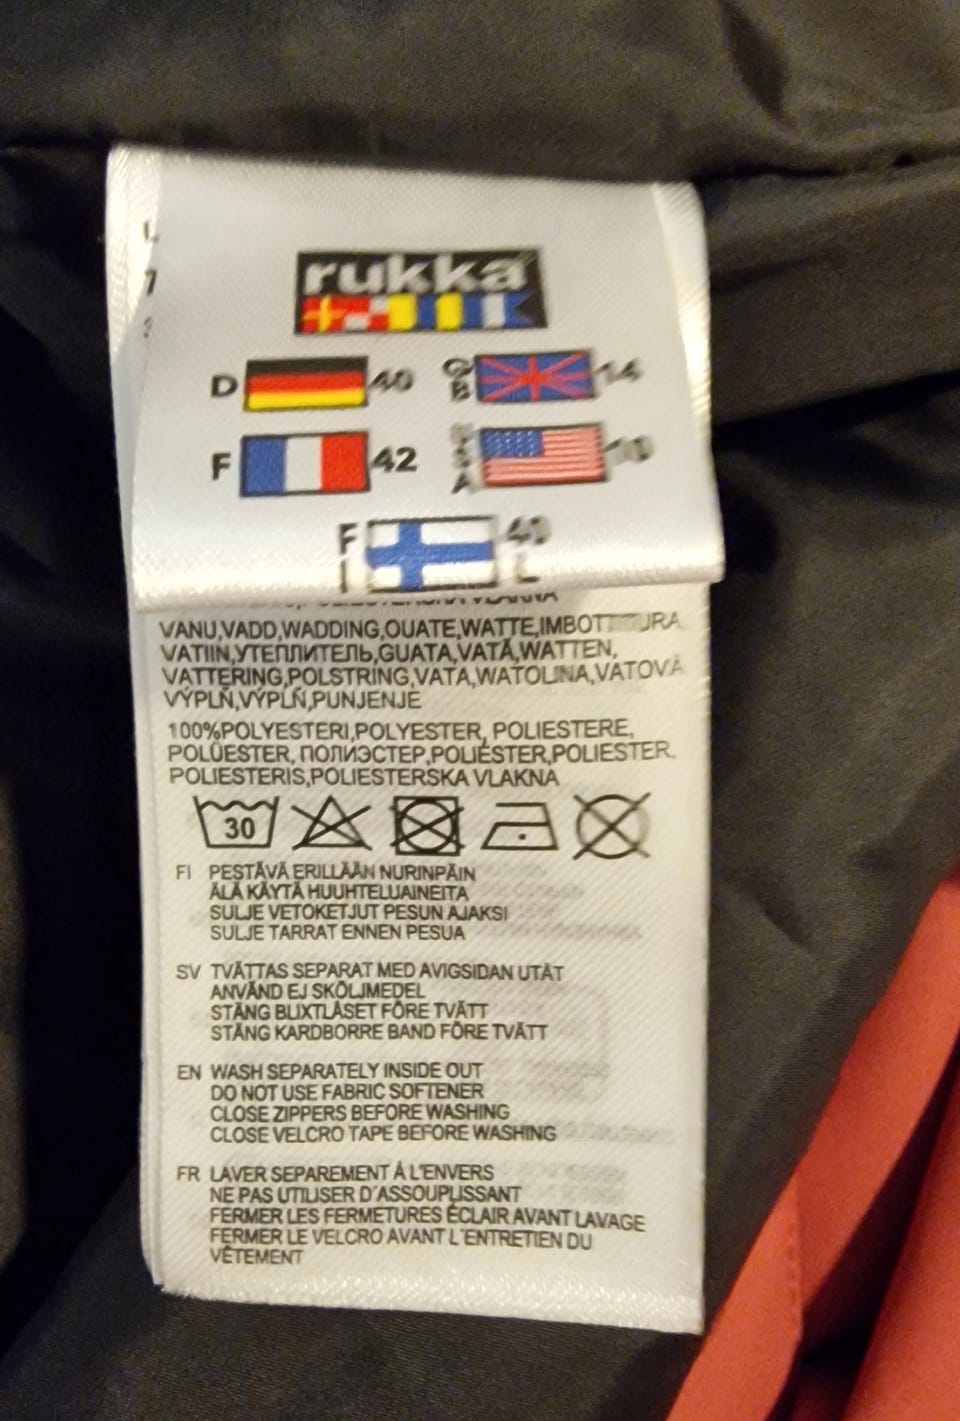 rukka
D 40
GB 14
F 42
USA 10
FI 40
L
VANU,VADD,WADDING,OUATE,WATTE,IMBOTTITURA
VATIIN,УТЕПЛИТЕЛЬ,GUATA,VATĂ,WATTEN,
VATTERING,POLSTRING,VATA,WATOLINA,VATOVÁ
VÝPLŇ,VÝPLŇ,PUNJENJE
100%POLYESTERI,POLYESTER, POLIESTERE,
POLÜESTER, ПОЛИЭСТЕР,POLIÉSTER,POLIESTER.
POLIESTERIS,POLIESTERSKA VLAKNA
30
FI PESTÄVÄ ERILLÄÄN NURINPÄIN
ÄLÄ KÄYTÄ HUUHTELUAINEITA
SULJE VETOKETJUT PESUN AJAKSI
SULJE TARRAT ENNEN PESUA
SV TVÄTTAS SEPARAT MED AVIGSIDAN UTÅT
ANVÄND EJ SKÖLJMEDEL
STÄNG BLIXTLÅSET FÖRE TVÄTT
STÄNG KARDBORRE BAND FÖRE TVÄTT
EN WASH SEPARATELY INSIDE OUT
DO NOT USE FABRIC SOFTENER
CLOSE ZIPPERS BEFORE WASHING
CLOSE VELCRO TAPE BEFORE WASHING
FR LAVER SEPAREMENT À L'ENVERS
NE PAS UTILISER D'ASSOUPLISSANT
FERMER LES FERMETURES ÉCLAIR AVANT LAVAGE
FERMER LE VELCRO AVANT L'ENTRETIEN DU
VÊTEMENT